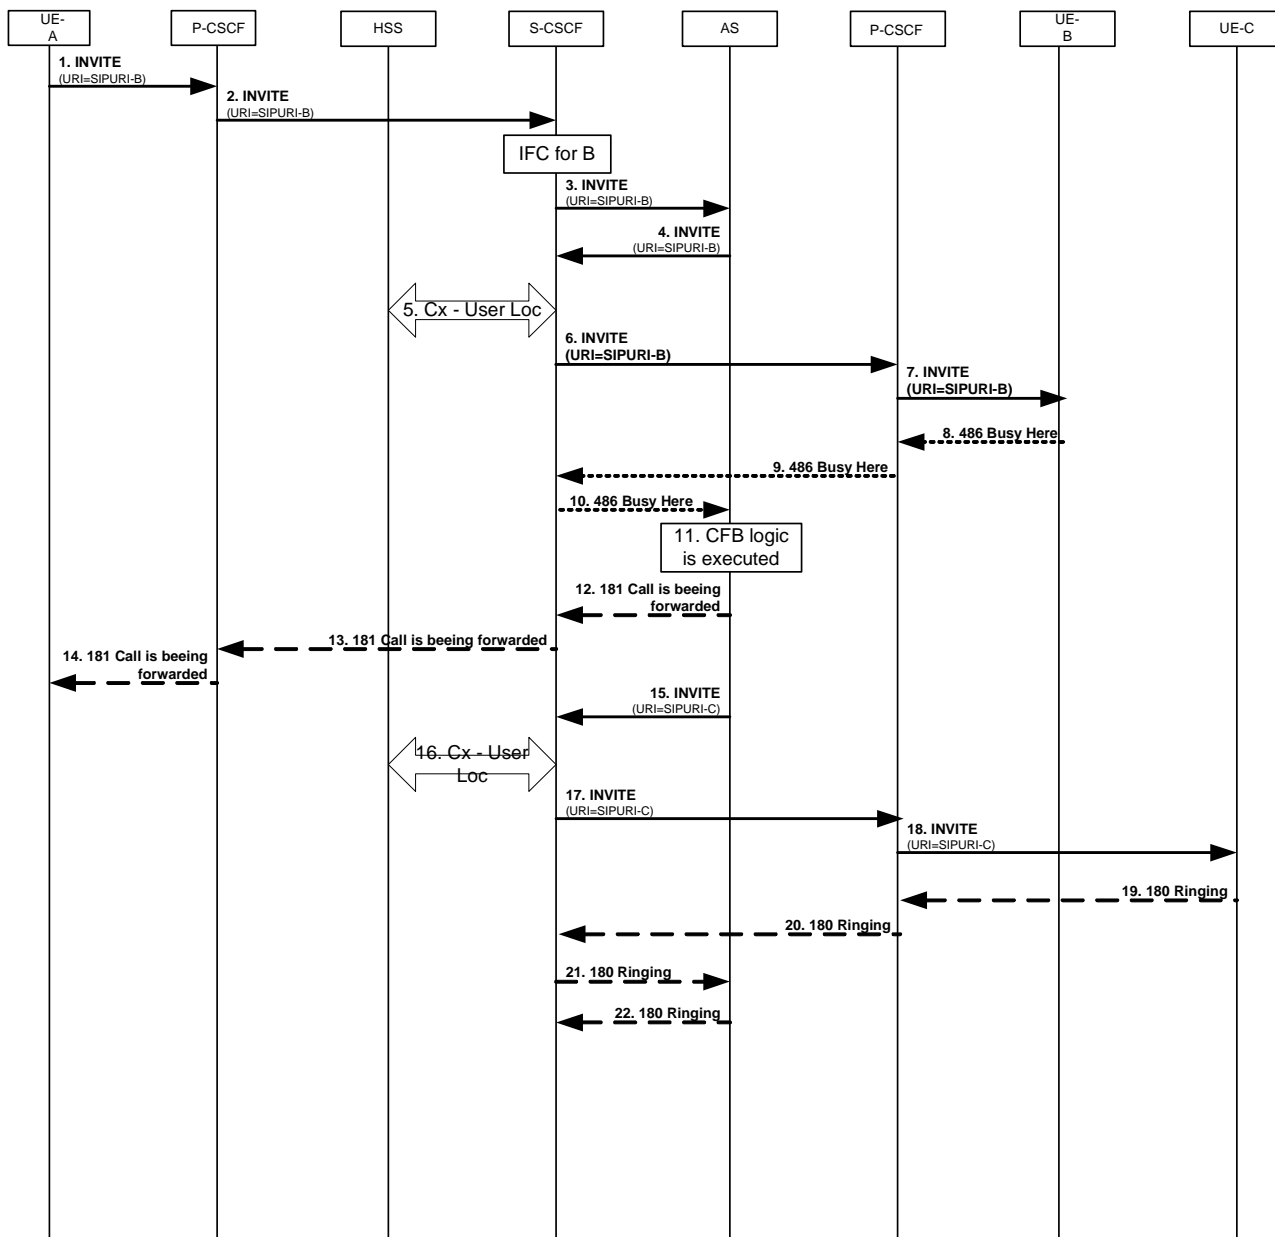 UE-
A
P-CSCF
HSS
S-CSCF
AS
P-CSCF
UE-
B
UE-C
1. INVITE
(URI=SIPURI-B)
2. INVITE
(URI=SIPURI-B)
IFC for B
3. INVITE
(URI=SIPURI-B)
4. INVITE
(URI=SIPURI-B)
5. Cx - User Loc
6. INVITE
(URI=SIPURI-B)
7. INVITE
(URI=SIPURI-B)
8. 486 Busy Here
9. 486 Busy Here
10. 486 Busy Here
11. CFB logic
is executed
12. 181 Call is beeing
forwarded
13. 181 Call is beeing forwarded
14. 181 Call is beeing
forwarded
15. INVITE
(URI=SIPURI-C)
16. Cx - User
Loc
17. INVITE
(URI=SIPURI-C)
18. INVITE
(URI=SIPURI-C)
19. 180 Ringing
20. 180 Ringing
21. 180 Ringing
22. 180 Ringing